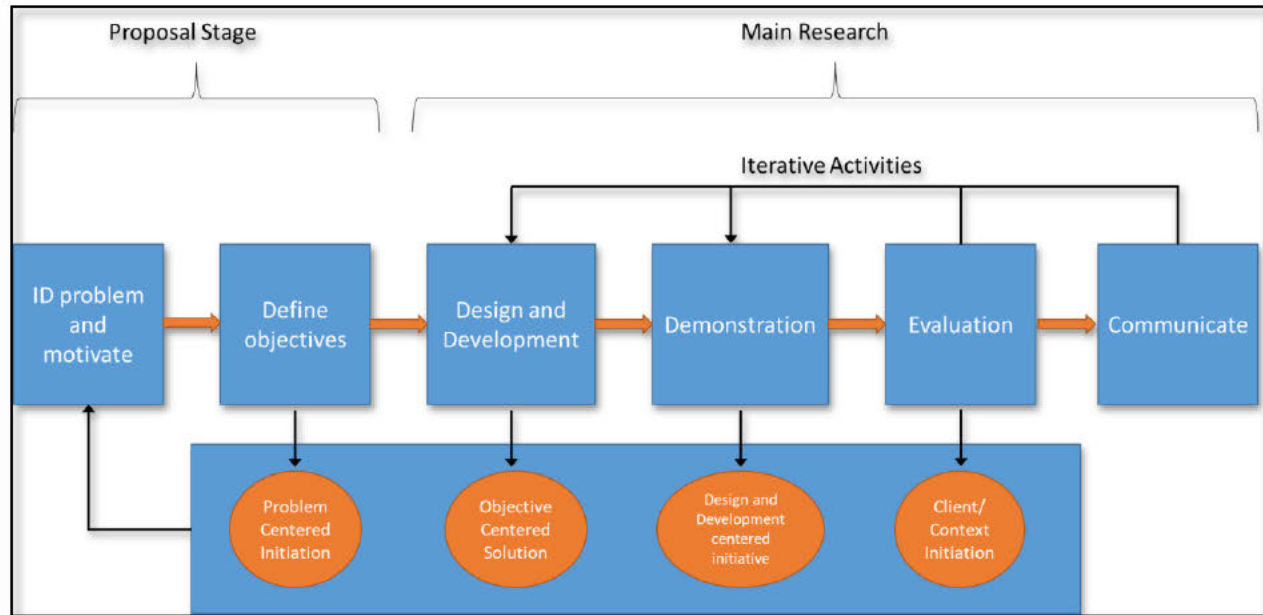 Proposal Stage
Main Research
Iterative Activities
ID problem
and
motivate
Define
objectives
Design and
Development
Demonstration
Evaluation
Communicate
Problem
Centered
Initiation
Objective
Centered
Solution
Design and
Development
centered
initiative
Client/
Context
Initiation